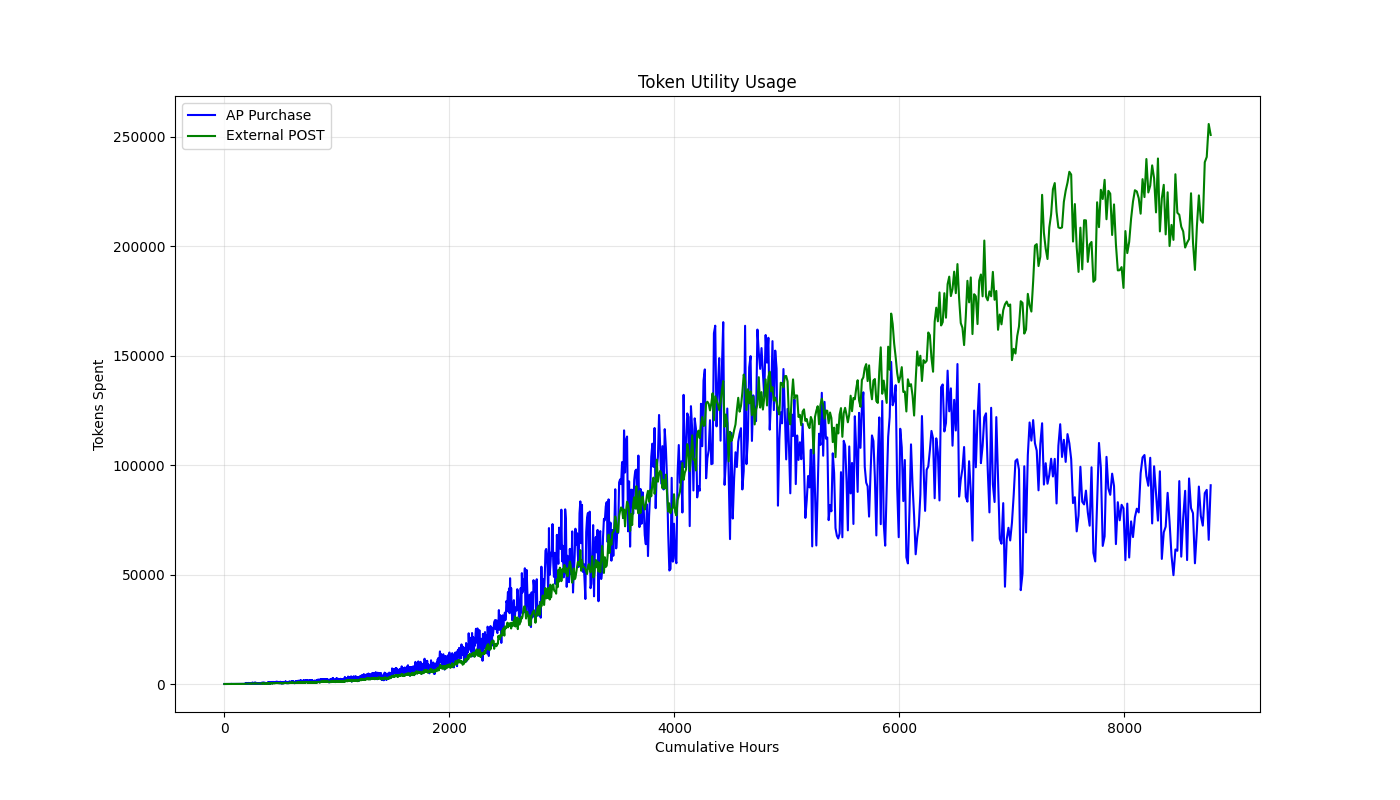 Token Utility Usage
AP Purchase
External POST
250000
200000
150000
100000
50000
0
Tokens Spent
0 2000 4000 6000 8000
Cumulative Hours